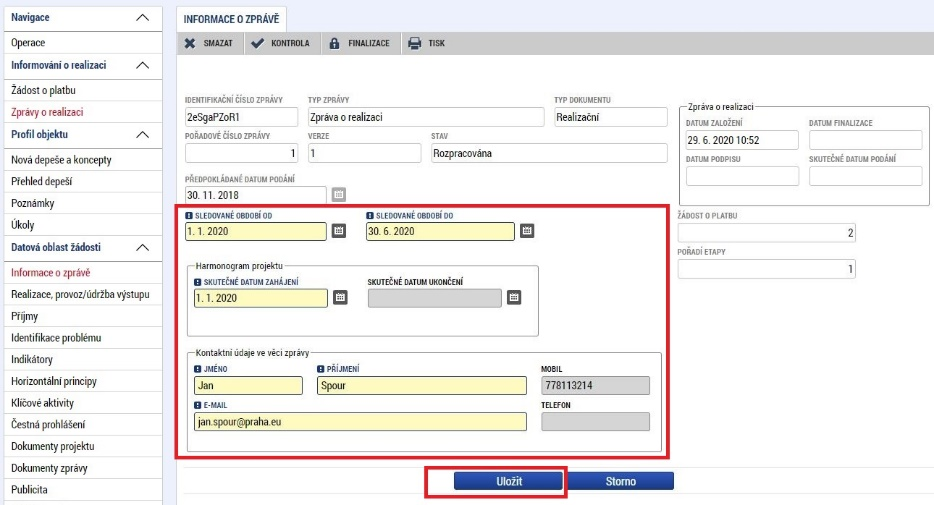 Navigace
Operace
Informování o realizaci
Žádost o platbu
Zprávy o realizaci
Profil objektu
Nová depeše a koncepty
Přehled depeší
Poznámky
Úkoly
Datová oblast žádosti
Informace o zprávě
Realizace, provoz/údržba výstupu
Příjmy
Identifikace problému
Indikátory
Horizontální principy
Klíčové aktivity
Čestná prohlášení
Dokumenty projektu
Dokumenty zprávy
Publicita
INFORMACE O ZPRÁVĚ
SMAZAT KONTROLA FINALIZACE TISK
IDENTIFIKAČNÍ ČÍSLO ZPRÁVY TYP ZPRÁVY TYP DOKUMENTU
2eSgaPZoR1 Zpráva o realizaci Realizační
POŘADOVÉ ČÍSLO ZPRÁVY VERZE STAV
1 1 Rozpracována
PŘEDPOKLÁDANÉ DATUM PODÁNÍ
30. 11. 2018
SLEDOVANÉ OBDOBÍ OD SLEDOVANÉ OBDOBÍ DO
1. 1. 2020 30. 6. 2020
Harmonogram projektu
SKUTEČNÉ DATUM ZAHÁJENÍ SKUTEČNÉ DATUM UKONČENÍ
1. 1. 2020
Kontaktní údaje ve věci zprávy
JMÉNO PŘÍJMENÍ MOBIL
Jan Spour 778113214
E-MAIL TELEFON
jan.spour@praha.eu
Zpráva o realizaci
DATUM ZALOŽENÍ DATUM FINALIZACE
29. 6. 2020 10:52
DATUM PODPISU SKUTEČNÉ DATUM PODÁNÍ
ŽÁDOST O PLATBU
2
POŘADÍ ETAPY
1
Uložit Storno